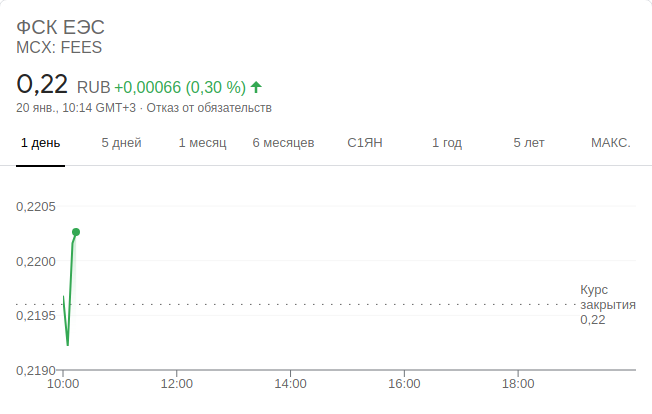 ФСК ЕЭС
MCX: FEES
0,22 RUB +0,00066 (0,30 %)
20 янв., 10:14 GMT+3 · Отказ от обязательств
1 день 5 дней 1 месяц 6 месяцев С1ЯН 1 год 5 лет МАКС.
0,2205
0,2200
0,2195
0,2190
Курс
закрытия
0,22
10:00 12:00 14:00 16:00 18:00